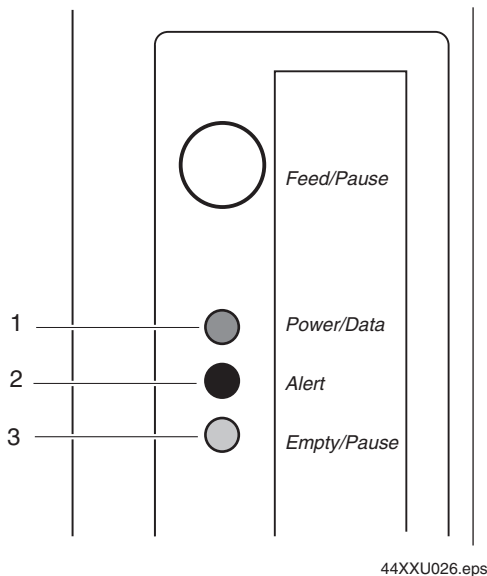 Feed/Pause
1 Power/Data
2 Alert
3 Empty/Pause
44XXU026.eps